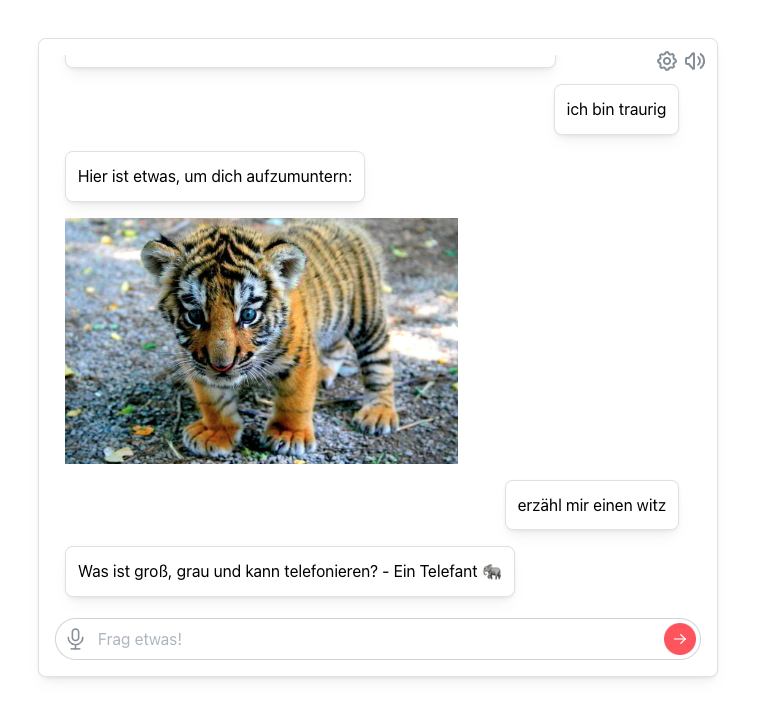 ich bin traurig
Hier ist etwas, um dich aufzumuntern:
erzähl mir einen witz
Was ist groß, grau und kann telefonieren? - Ein Telefant 🐘
Frag etwas!